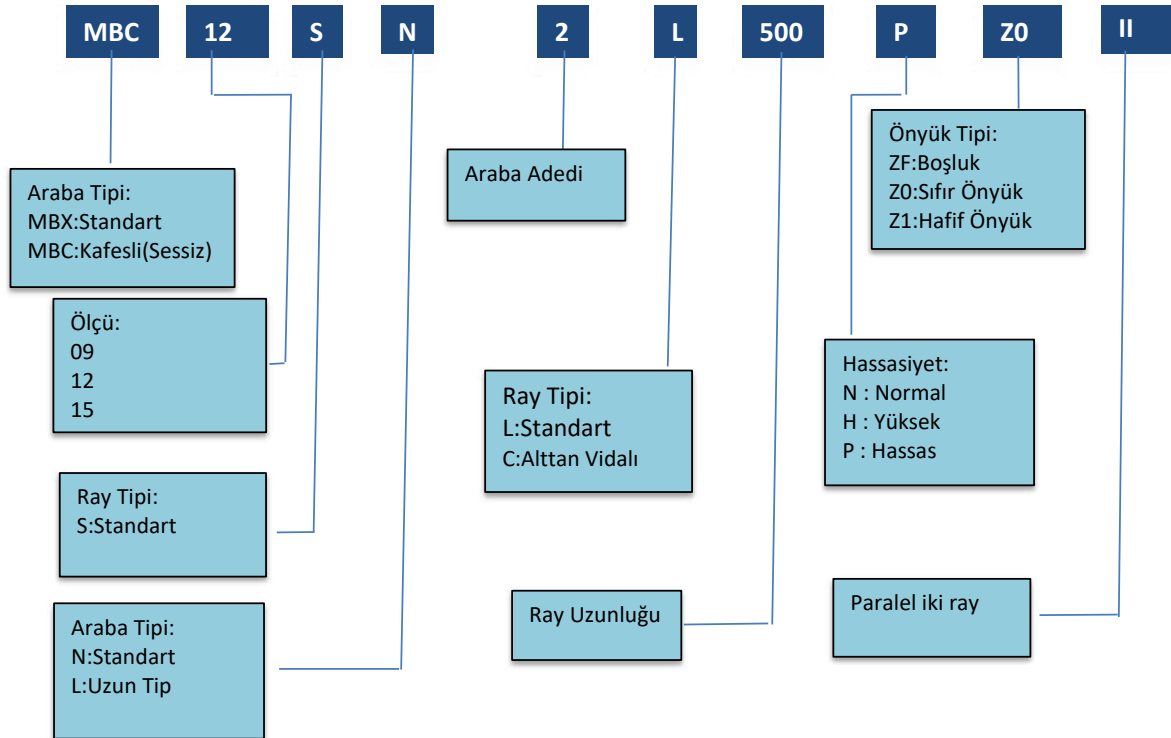 MBC 12 S N 2 L 500 P Z0 II
Araba Tipi:
MBX:Standart
MBC:Kafesli(Sessiz)
Ölçü:
09
12
15
Ray Tipi:
S:Standart
Araba Tipi:
N:Standart
L:Uzun Tip
Araba Adedi
Ray Tipi:
L:Standart
C:Alttan Vidalı
Ray Uzunluğu
Önyük Tipi:
ZF:Boşluk
Z0:Sıfır Önyük
Z1:Hafif Önyük
Hassasiyet:
N : Normal
H : Yüksek
P : Hassas
Paralel iki ray